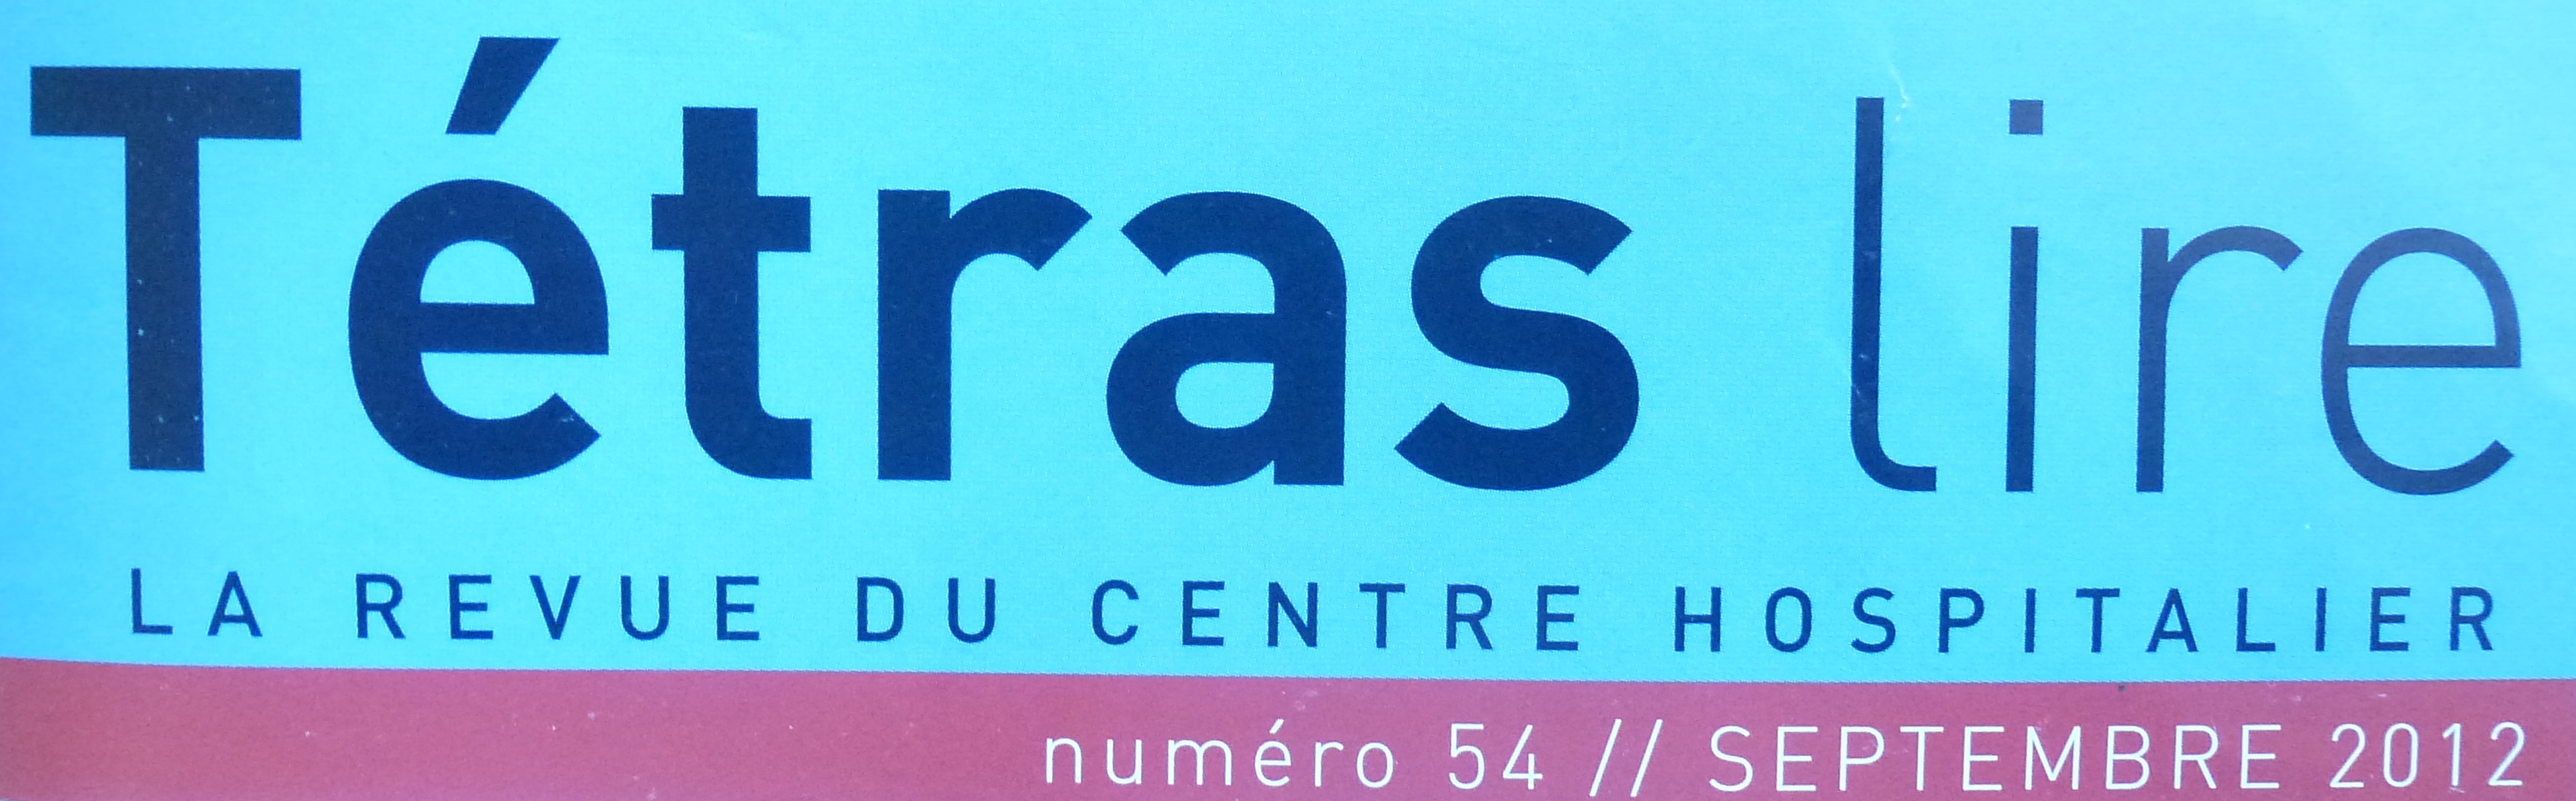 Tétras lire
LA REVUE DU CENTRE HOSPITALIER
numéro 54 // SEPTEMBRE 2012